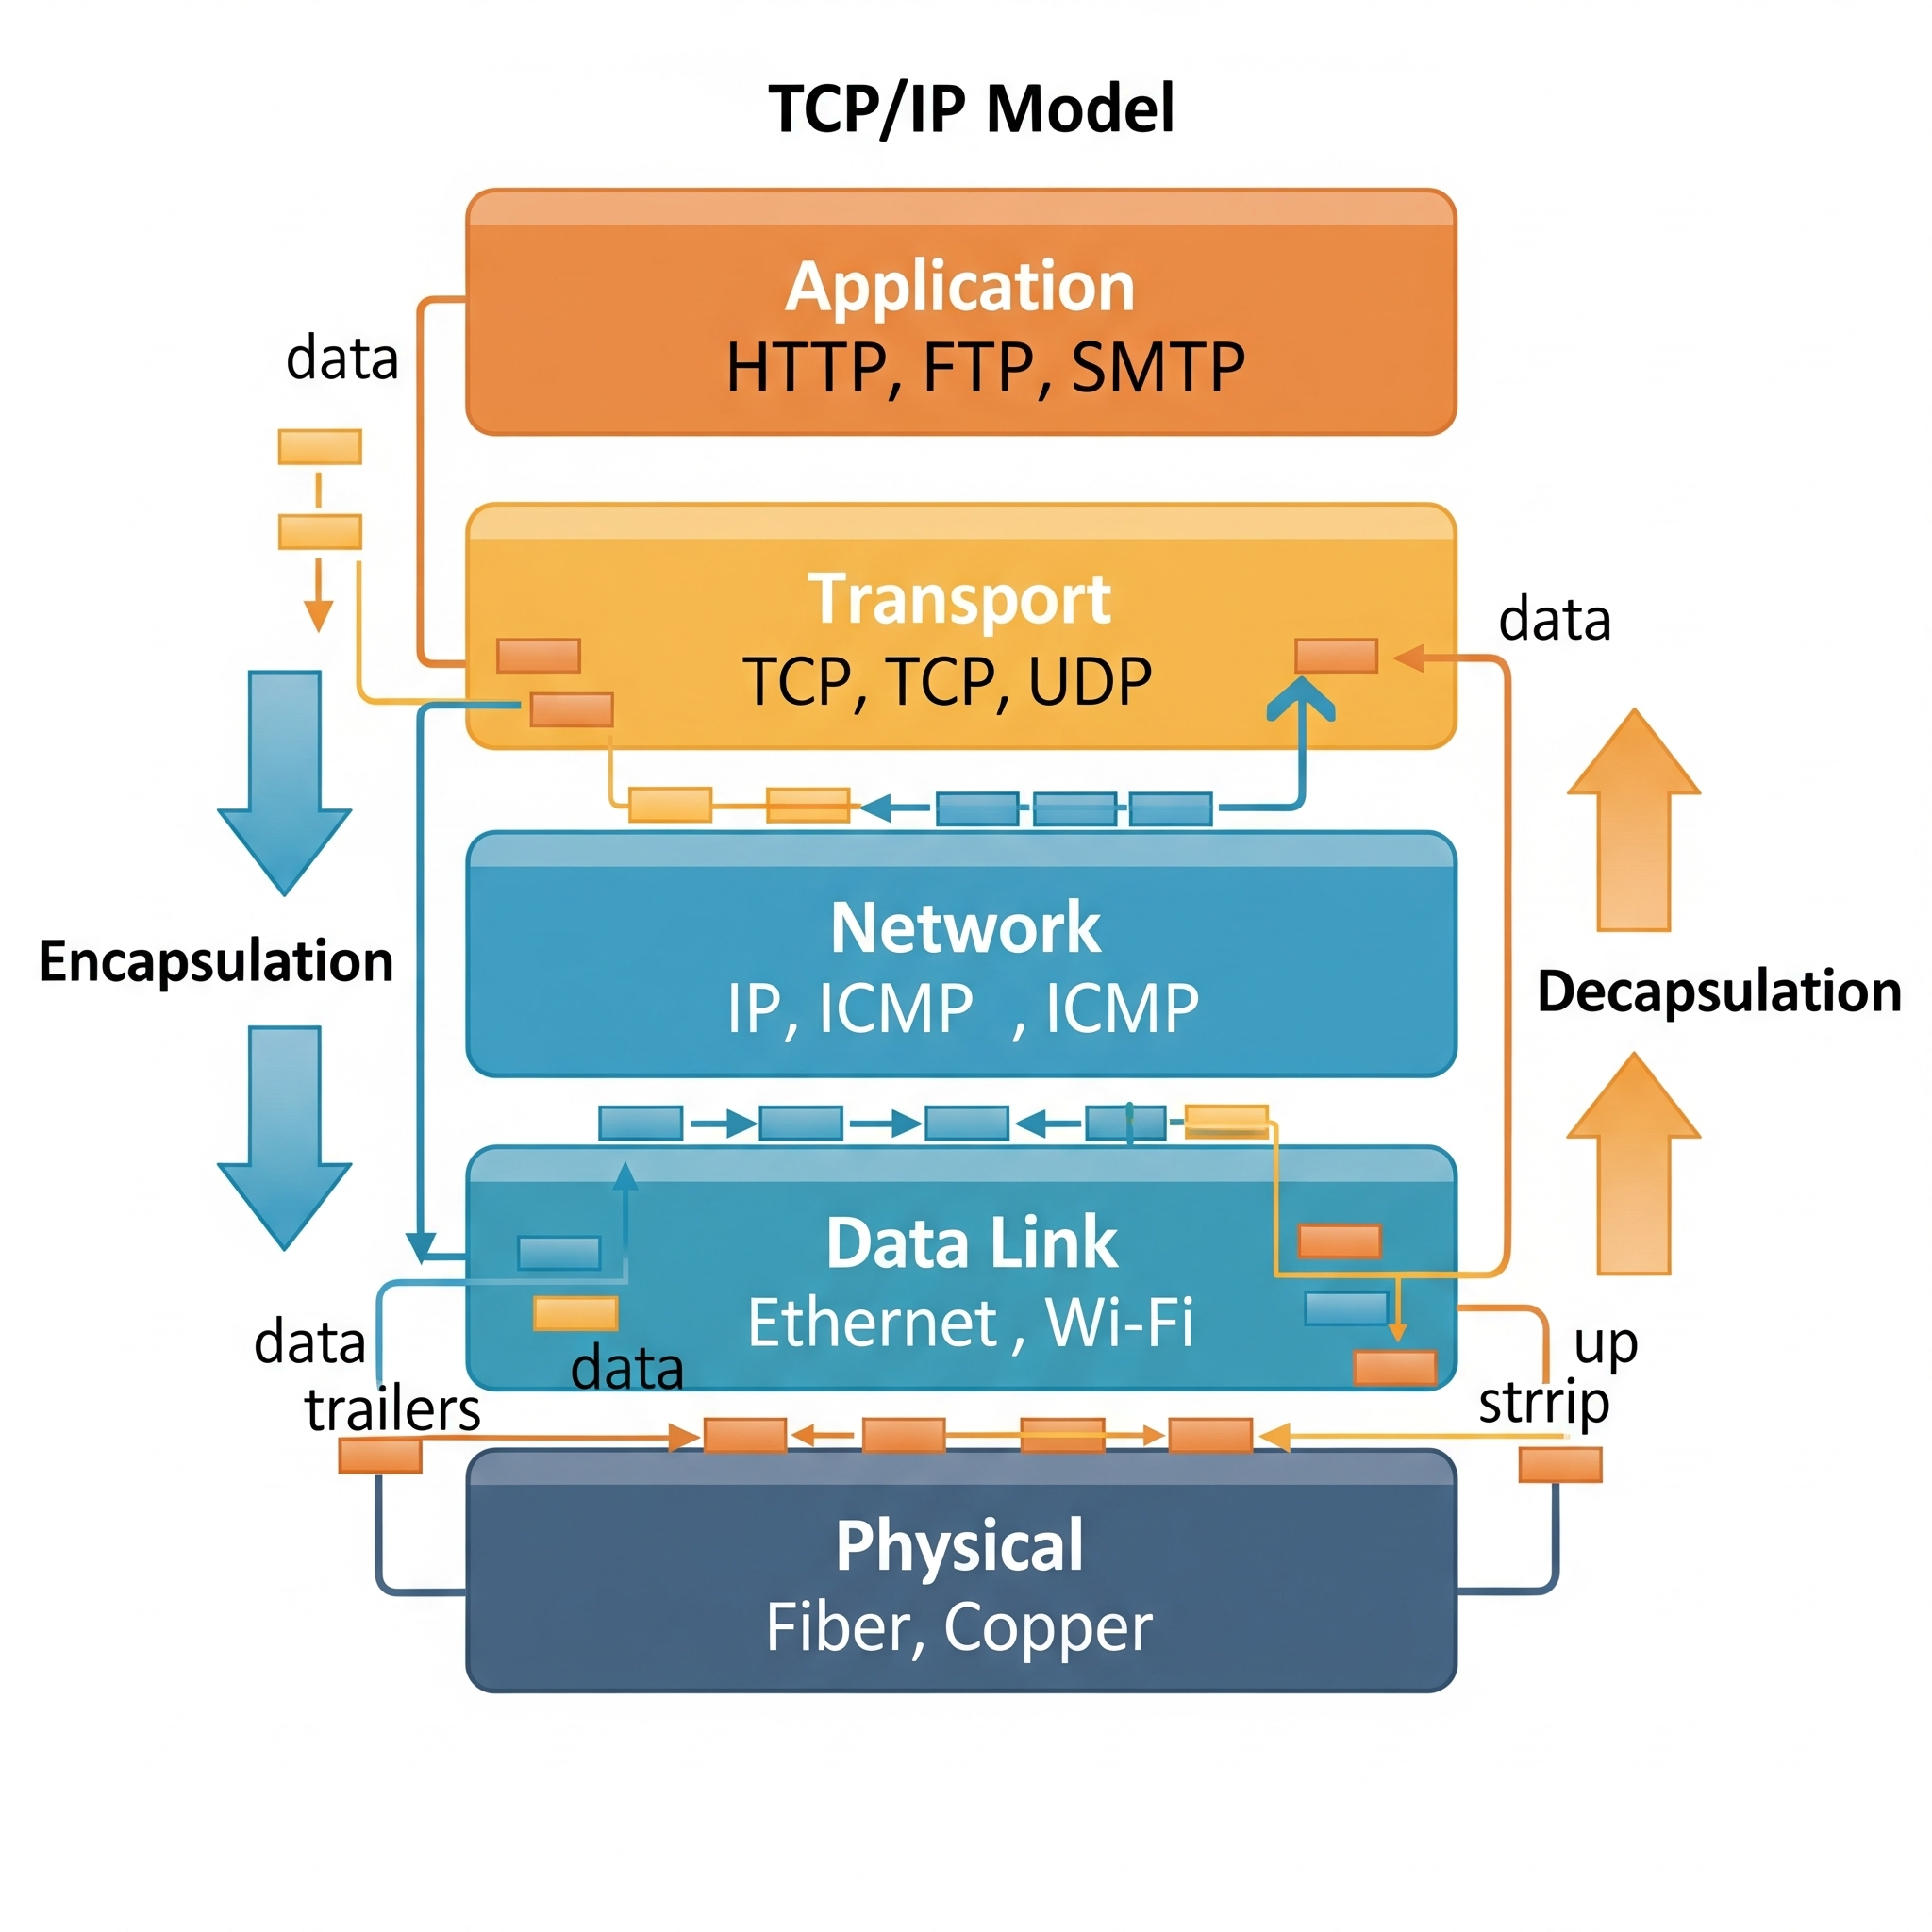 TCP/IP Model
Application
HTTP, FTP, SMTP
data
Transport
TCP, TCP, UDP
data
Network
IP, ICMP , ICMP
Encapsulation
Decapsulation
Data Link
Ethernet , Wi-Fi
data
data
trailers
up
strrip
Physical
Fiber, Copper